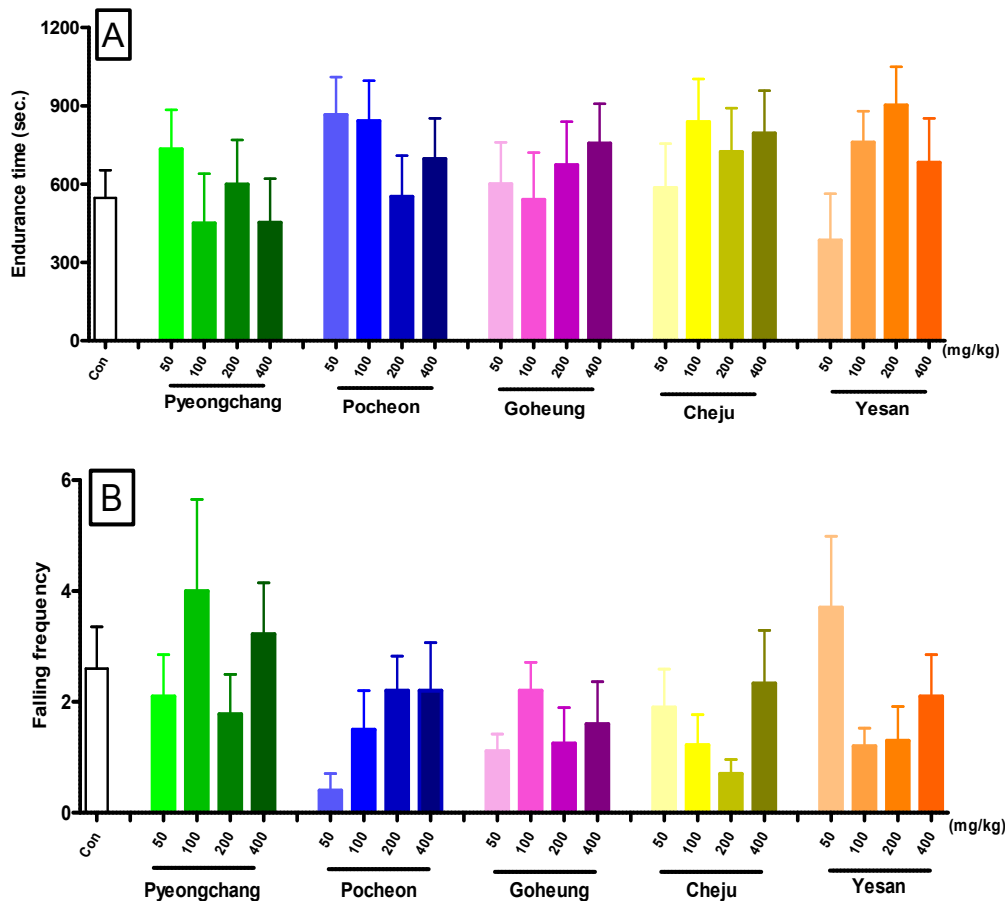 A
Endurance time (sec.)
1200
900
600
300
0
Con 50 100 200 400 50 100 200 400 50 100 200 400 50 100 200 400 50 100 200 400 (mg/kg)
Pyeongchang Pocheon Goheung Cheju Yesan
B
Falling frequency
6
4
2
0
Con 50 100 200 400 50 100 200 400 50 100 200 400 50 100 200 400 50 100 200 400 (mg/kg)
Pyeongchang Pocheon Goheung Cheju Yesan